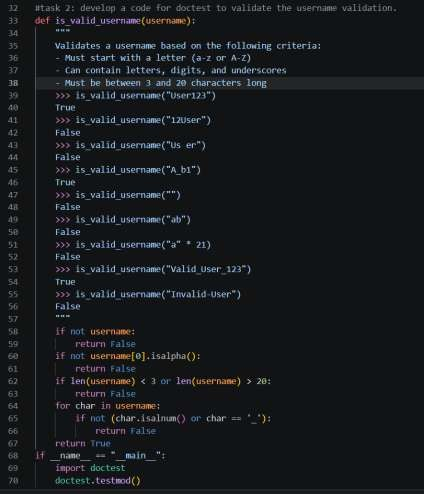 32 #task 2: develop a code for doctest to validate the username validation.
33 def is_valid_username(username):
34     """
35     Validates a username based on the following criteria:
36     - Must start with a letter (a-z or A-Z)
37     - Can contain letters, digits, and underscores
38     - Must be between 3 and 20 characters long
39     >>> is_valid_username("User123")
40     True
41     >>> is_valid_username("12User")
42     False
43     >>> is_valid_username("Us er")
44     False
45     >>> is_valid_username("A_b1")
46     True
47     >>> is_valid_username("")
48     False
49     >>> is_valid_username("ab")
50     False
51     >>> is_valid_username("a" * 21)
52     False
53     >>> is_valid_username("Valid_User_123")
54     True
55     >>> is_valid_username("Invalid-User")
56     False
57     """
58     if not username:
59         return False
60     if not username[0].isalpha():
61         return False
62     if len(username) < 3 or len(username) > 20:
63         return False
64     for char in username:
65         if not (char.isalnum() or char == '_'):
66             return False
67     return True
68 if __name__ == "__main__":
69     import doctest
70     doctest.testmod()